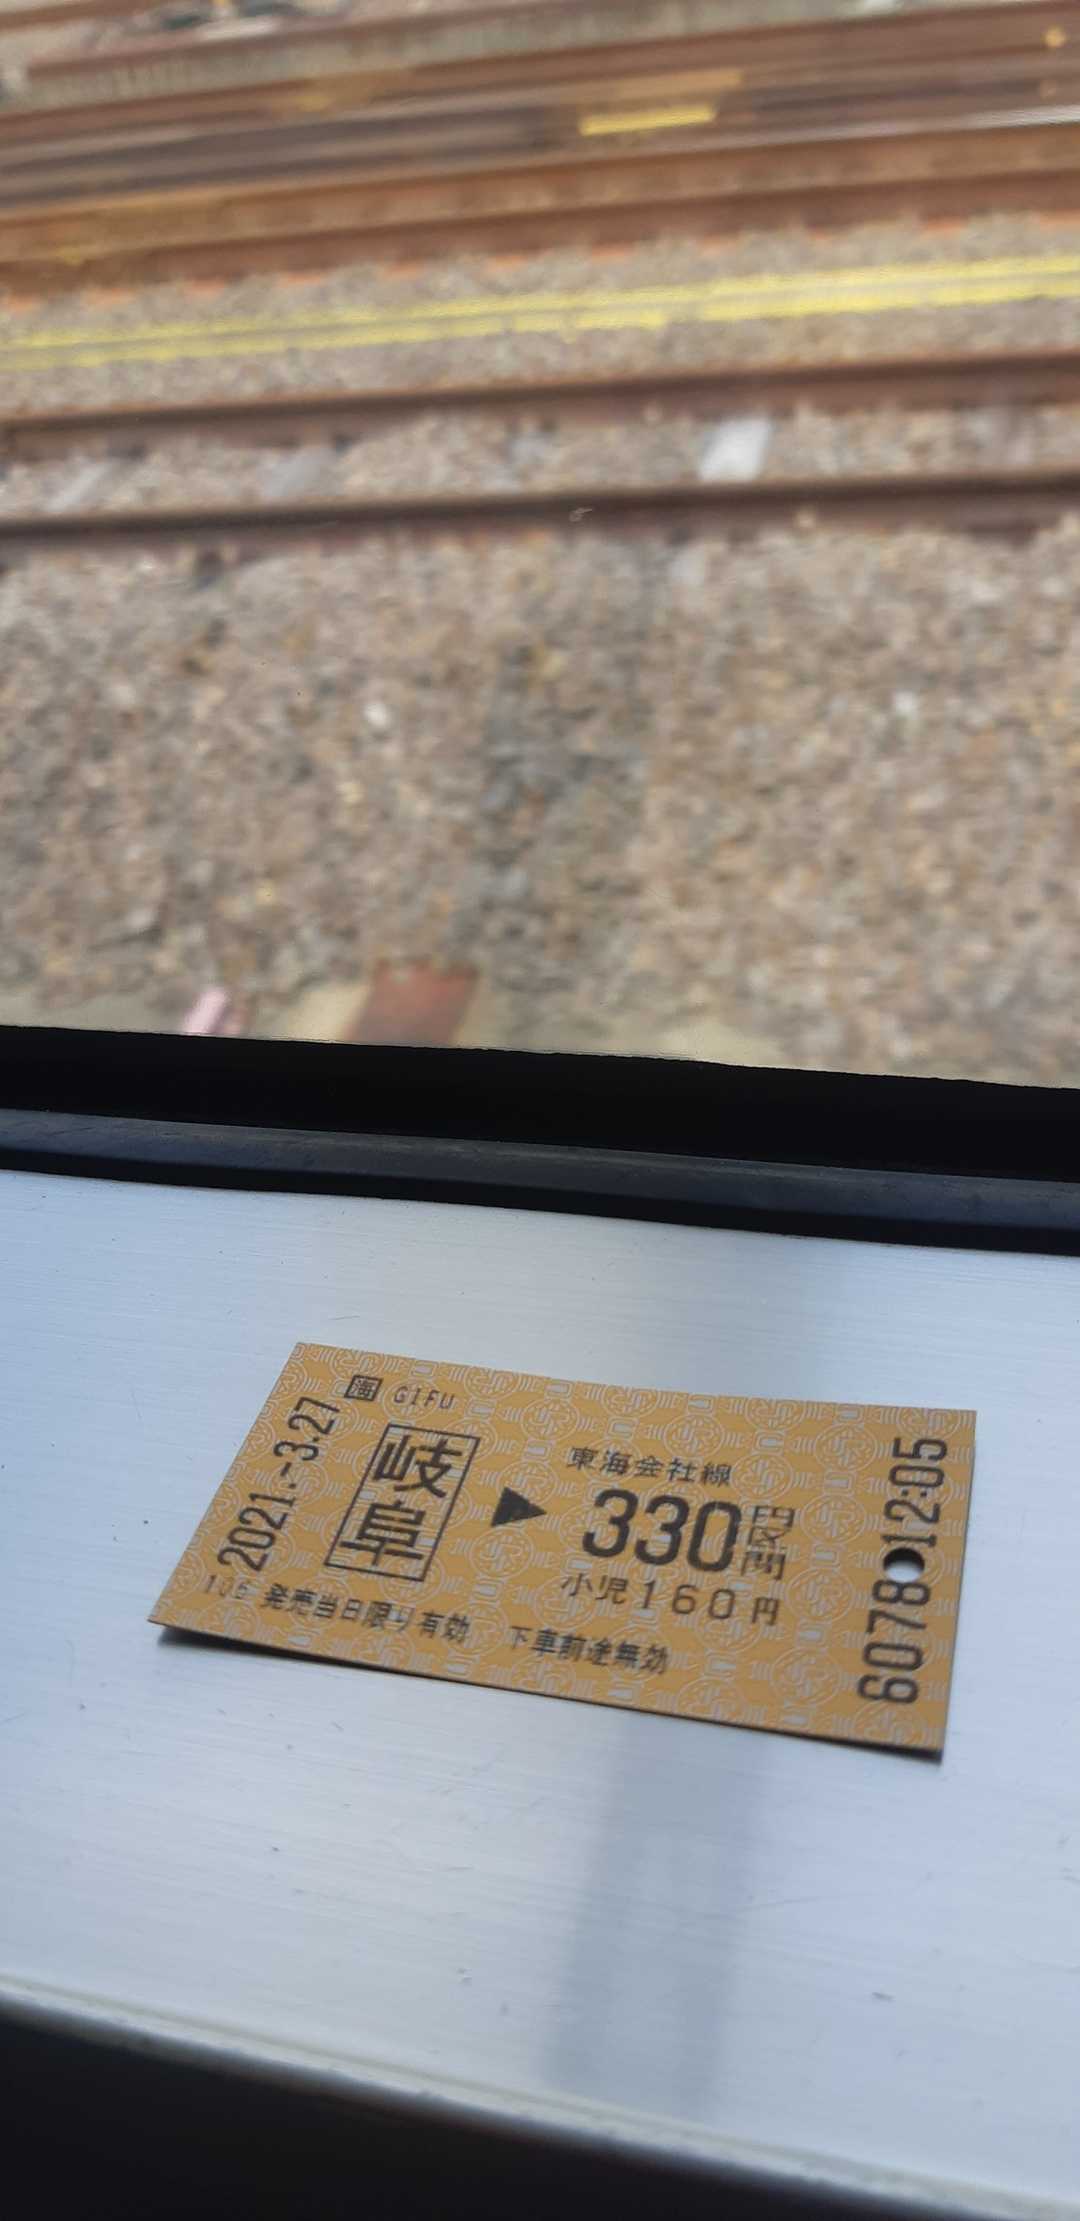 2021.-3.27
海 GIFU
岐阜
▶
東海会社線
330円区間
小児160円
発売当日限り有効 下車前途無効
6078
12:05